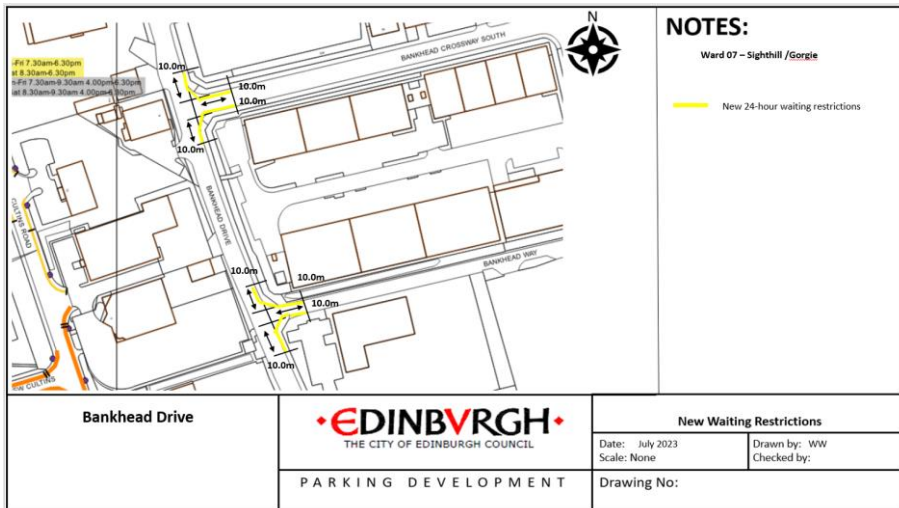 -Fri 7.30am-6.30pm
at 8.30am-6.30pm
n-Fri 7.30am-9.30am 4.00pm-6.30pm
at 8.30am-9.30am 4.00pm-6.30pm
10.0m
10.0m
10.0m
10.0m
BANKHEAD CROSSWAY SOUTH
N
CULTINS ROAD
BANKHEAD DRIVE
BANKHEAD WAY
10.0m
10.0m
10.0m
10.0m
W CULTINS
NOTES:
Ward 07 – Sighthill /Gorgie
New 24-hour waiting restrictions
Bankhead Drive
EDINBVRGH
THE CITY OF EDINBURGH COUNCIL
PARKING DEVELOPMENT
New Waiting Restrictions
Date: July 2023
Scale: None
Drawn by: WW
Checked by:
Drawing No: